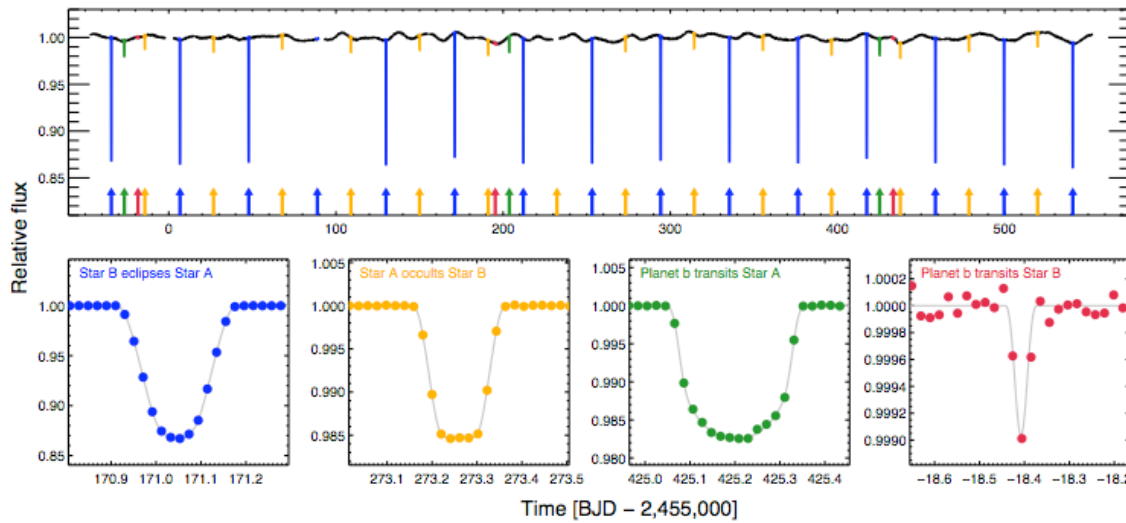 Relative flux
1.00
0.95
0.90
0.85
0 100 200 300 400 500
Star B eclipses Star A
1.00
0.95
0.90
0.85
170.9 171.0 171.1 171.2
Star A occults Star B
1.005
1.000
0.995
0.990
0.985
273.1 273.2 273.3 273.4 273.5
Planet b transits Star A
1.005
1.000
0.995
0.990
0.985
0.980
425.0 425.1 425.2 425.3 425.4
Planet b transits Star B
1.0002
1.0000
0.9998
0.9996
0.9994
0.9992
0.9990
-18.6 -18.5 -18.4 -18.3 -18.2
Time [BJD − 2,455,000]